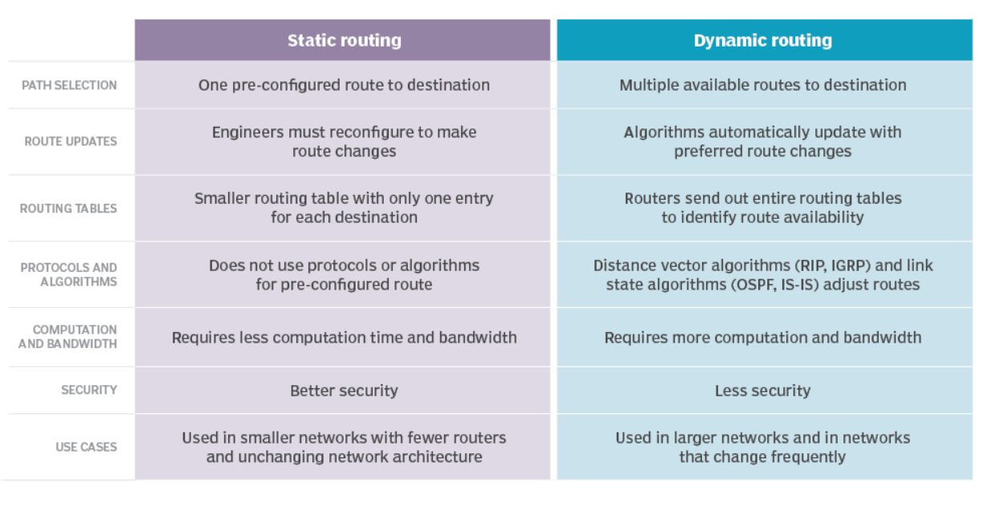 Static routing
Dynamic routing
PATH SELECTION
One pre-configured route to destination
Multiple available routes to destination
ROUTE UPDATES
Engineers must reconfigure to make
route changes
Algorithms automatically update with
preferred route changes
ROUTING TABLES
Smaller routing table with only one entry
for each destination
Routers send out entire routing tables
to identify route availability
PROTOCOLS AND
ALGORITHMS
Does not use protocols or algorithms
for pre-configured route
Distance vector algorithms (RIP, IGRP) and link
state algorithms (OSPF, IS-IS) adjust routes
COMPUTATION
AND BANDWIDTH
Requires less computation time and bandwidth
Requires more computation and bandwidth
SECURITY
Better security
Less security
USE CASES
Used in smaller networks with fewer routers
and unchanging network architecture
Used in larger networks and in networks
that change frequently